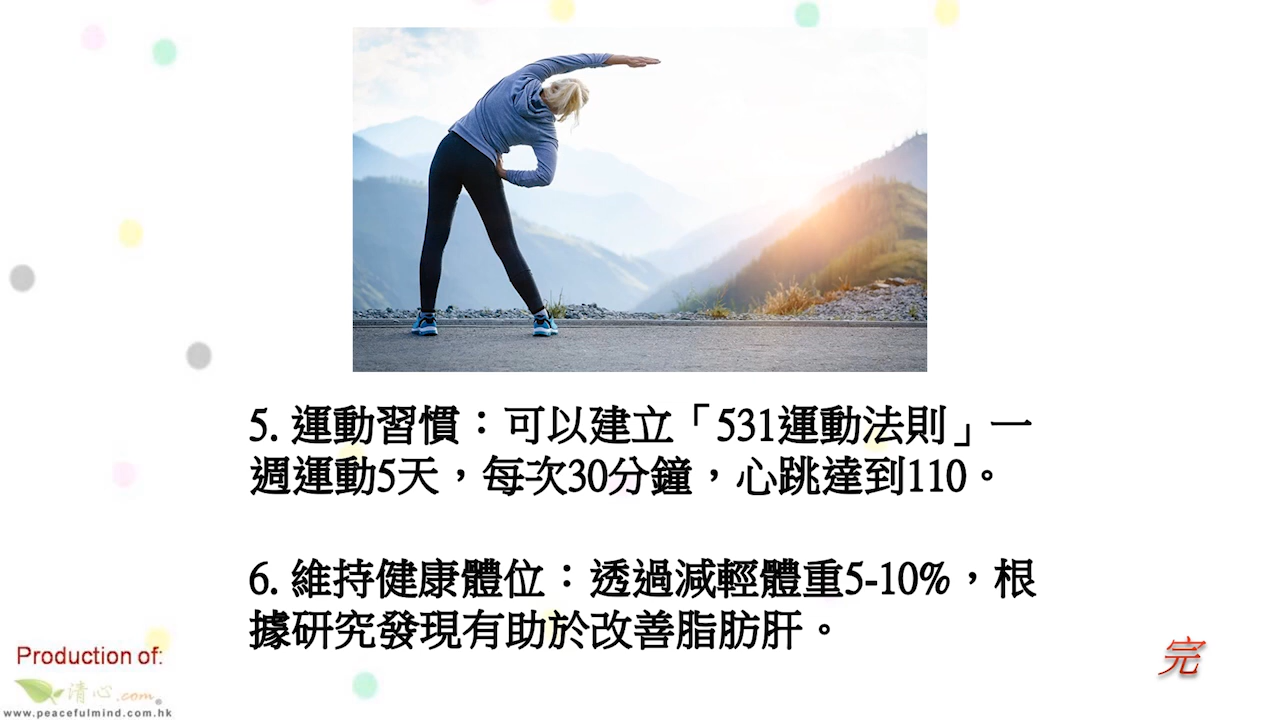 5. 運動習慣：可以建立「531運動法則」一
週運動5天，每次30分鐘，心跳達到110。
6. 維持健康體位：透過減輕體重5-10%，根
據研究發現有助於改善脂肪肝。
完
Production of:
清心.com
www.peacefulmind.com.hk